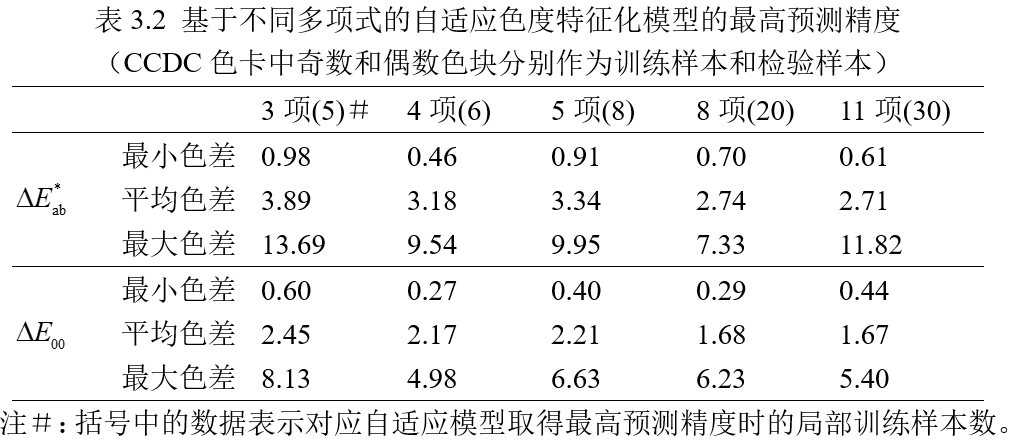 表 3.2 基于不同多项式的自适应色度特征化模型的最高预测精度
（CCDC 色卡中奇数和偶数色块分别作为训练样本和检验样本）
3 项(5)＃ 4 项(6) 5 项(8) 8 项(20) 11 项(30)
最小色差 0.98 0.46 0.91 0.70 0.61
ΔE*ab 平均色差 3.89 3.18 3.34 2.74 2.71
最大色差 13.69 9.54 9.95 7.33 11.82
最小色差 0.60 0.27 0.40 0.29 0.44
ΔE00 平均色差 2.45 2.17 2.21 1.68 1.67
最大色差 8.13 4.98 6.63 6.23 5.40
注＃：括号中的数据表示对应自适应模型取得最高预测精度时的局部训练样本数。